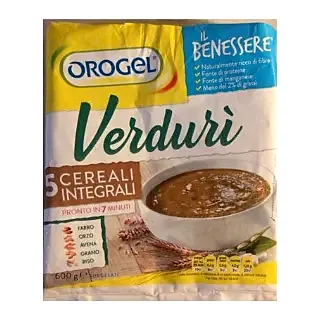 IL
BENESSERE
OROGEL
Naturalmente ricco di fibre
Fonte di proteine
Fonte di manganese
Meno del 2% di grassi
Verdurì
5 CEREALI
INTEGRALI
PRONTO IN 7 MINUTI
FARRO
ORZO
AVENA
GRANO
RISO
600 g